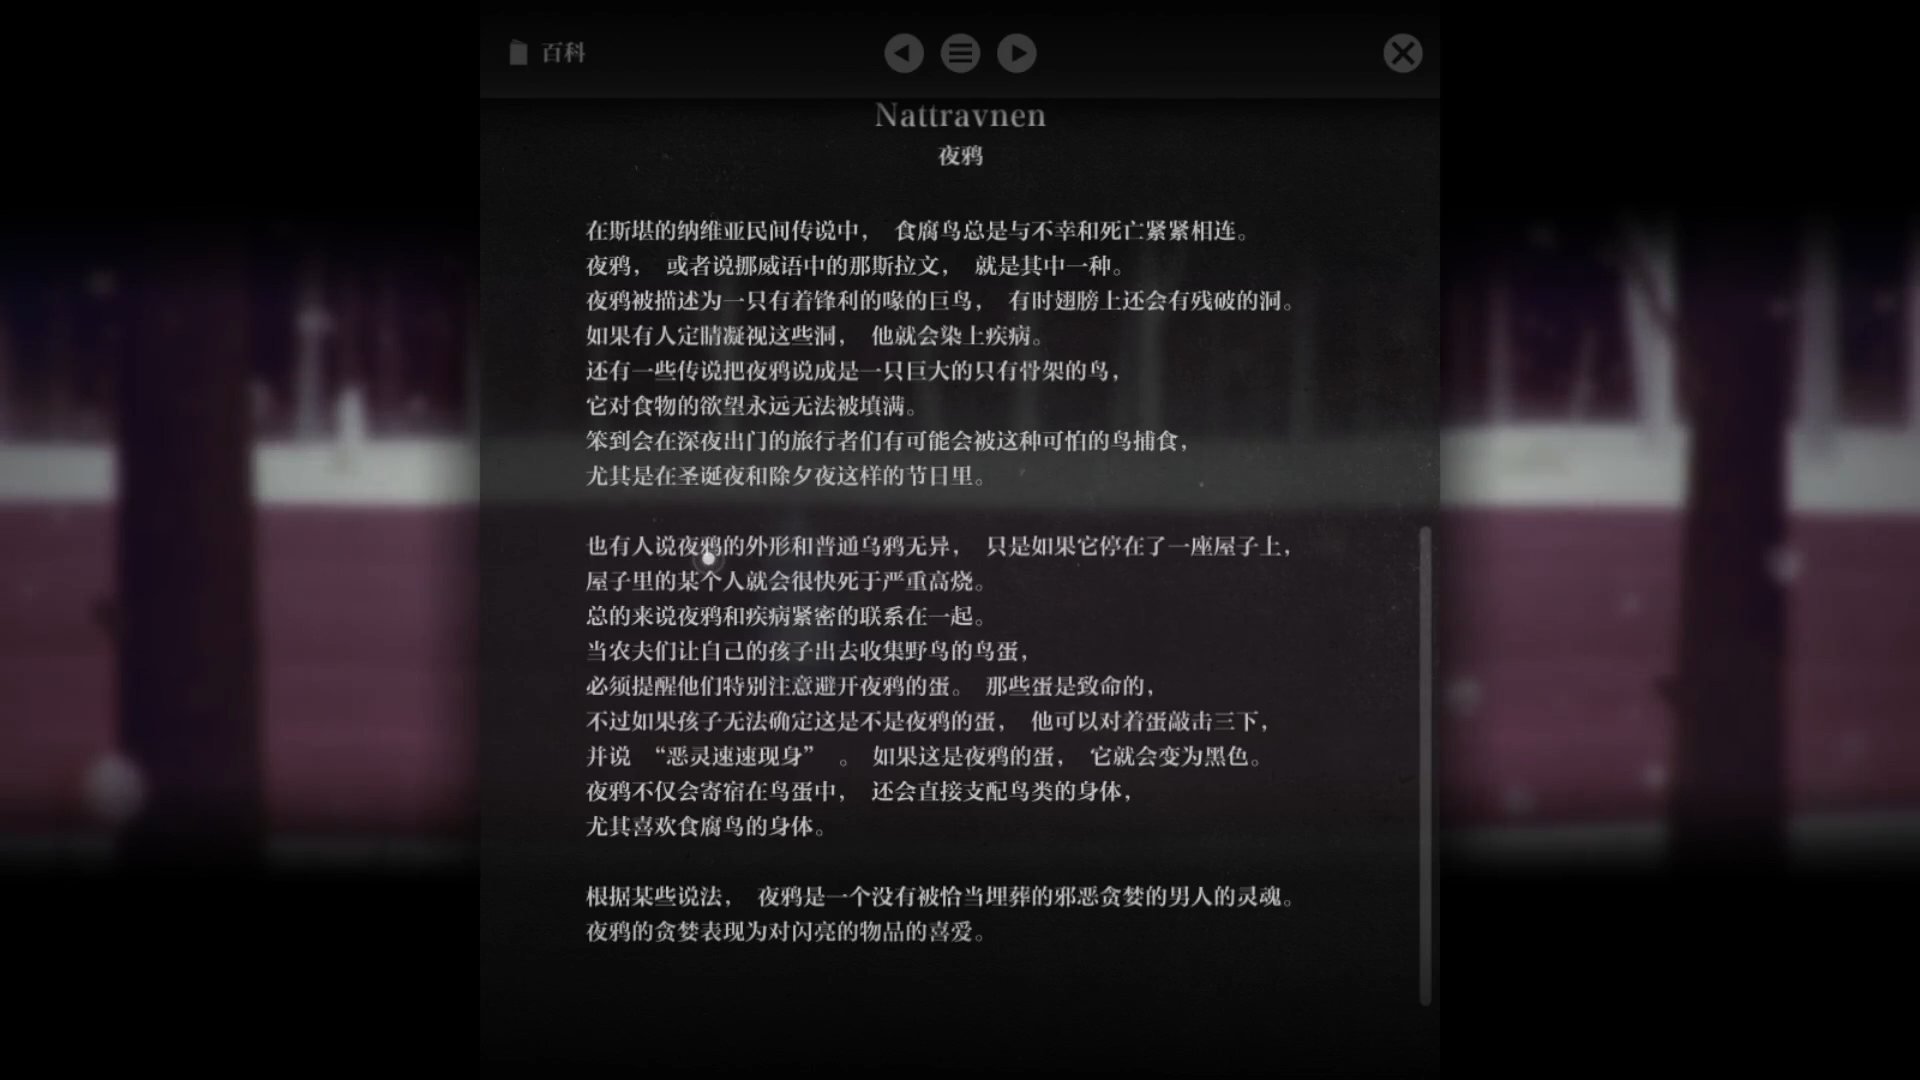 百科
Nattravnen
夜鸦
在斯堪的纳维亚民间传说中， 食腐鸟总是与不幸和死亡紧紧相连。
夜鸦， 或者说挪威语中的那斯拉文， 就是其中一种。
夜鸦被描述为一只有着锋利的喙的巨鸟， 有时翅膀上还会有残破的洞。
如果有人定睛凝视这些洞， 他就会染上疾病。
还有一些传说把夜鸦说成是一只巨大的只有骨架的鸟，
它对食物的欲望永远无法被填满。
笨到会在深夜出门的旅行者们有可能会被这种可怕的鸟捕食，
尤其是在圣诞夜和除夕夜这样的节日里。
也有人说夜鸦的外形和普通乌鸦无异， 只是如果它停在了一座屋子上，
屋子里的某个人就会很快死于严重高烧。
总的来说夜鸦和疾病紧密的联系在一起。
当农夫们让自己的孩子出去收集野鸟的鸟蛋，
必须提醒他们特别注意避开夜鸦的蛋。 那些蛋是致命的，
不过如果孩子无法确定这是不是夜鸦的蛋， 他可以对着蛋敲击三下，
并说 “恶灵速速现身” 。 如果这是夜鸦的蛋， 它就会变为黑色。
夜鸦不仅会寄宿在鸟蛋中， 还会直接支配鸟类的身体，
尤其喜欢食腐鸟的身体。
根据某些说法， 夜鸦是一个没有被恰当埋葬的邪恶贪婪的男人的灵魂。
夜鸦的贪婪表现为对闪亮的物品的喜爱。